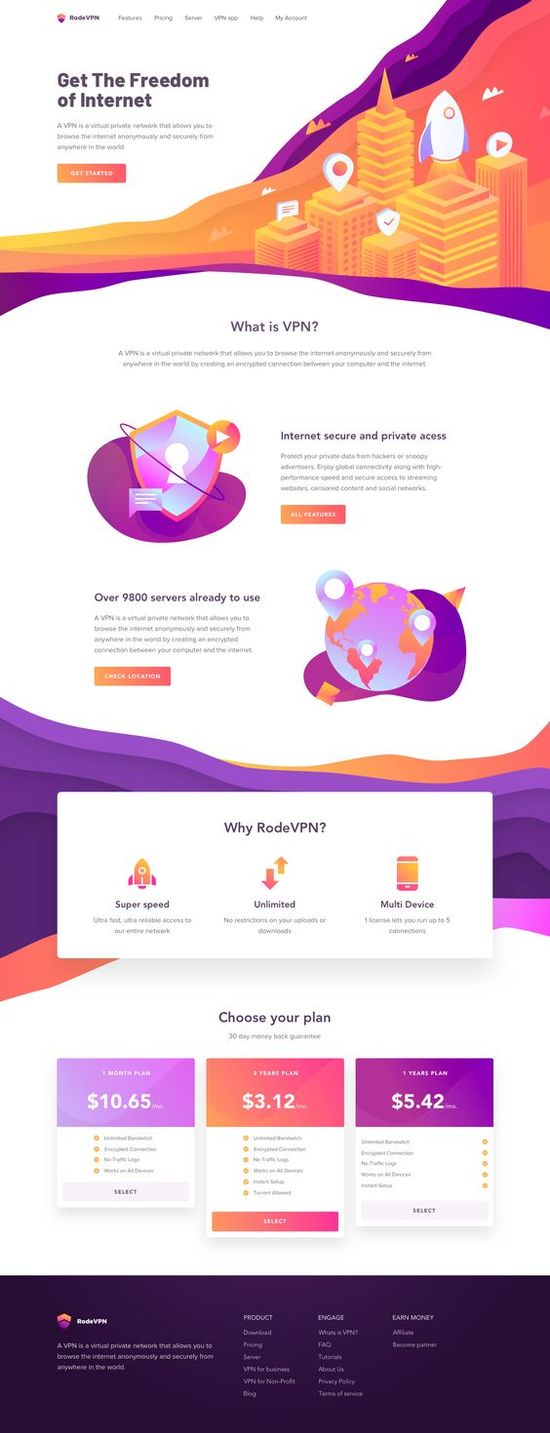 RodeVPN
Features Pricing Server VPN app Help My Account
Get The Freedom
of Internet
A VPN is a virtual private network that allows you to
browse the internet anonymously and securely from
anywhere in the world.
GET STARTED
What is VPN?
A VPN is a virtual private network that allows you to browse the internet anonymously and securely from
anywhere in the world by creating an encrypted connection between your computer and the internet.
Internet secure and private acess
Protect your private data from hackers or snoopy
advertisers. Enjoy global connectivity along with high-
performance speed and secure access to streaming
websites, censored content and social networks.
ALL FEATURES
Over 9800 servers already to use
A VPN is a virtual private network that allows you to
browse the internet anonymously and securely from
anywhere in the world by creating an encrypted
connection between your computer and the internet.
CHECK LOCATION
Why RodeVPN?
Super speed
Ultra fast, ultra reliable access to
our entire network
Unlimited
No restrictions on your uploads or
downloads
Multi Device
1 license lets you run up to 5
connections
Choose your plan
30 day money back guarantee
1 MONTH PLAN
$10.65/mo.
Unlimited Bandwitch
Encrypted Connection
No Traffic Logs
Works on All Devices
SELECT
2 YEARS PLAN
$3.12/mo.
Unlimited Bandwitch
Encrypted Connection
No Traffic Logs
Works on All Devices
Instant Setup
Torrent Allowed
SELECT
1 YEARS PLAN
$5.42/mo.
Unlimited Bandwitch
Encrypted Connection
No Traffic Logs
Works on All Devices
Instant Setup
SELECT
RodeVPN
A VPN is a virtual private network that allows you to
browse the internet anonymously and securely from
anywhere in the world.
PRODUCT
Download
Pricing
Server
VPN for business
VPN for Non-Profit
Blog
ENGAGE
Whats is VPN?
FAQ
Tutorials
About Us
Privacy Policy
Terms of service
EARN MONEY
Affiliate
Become partner